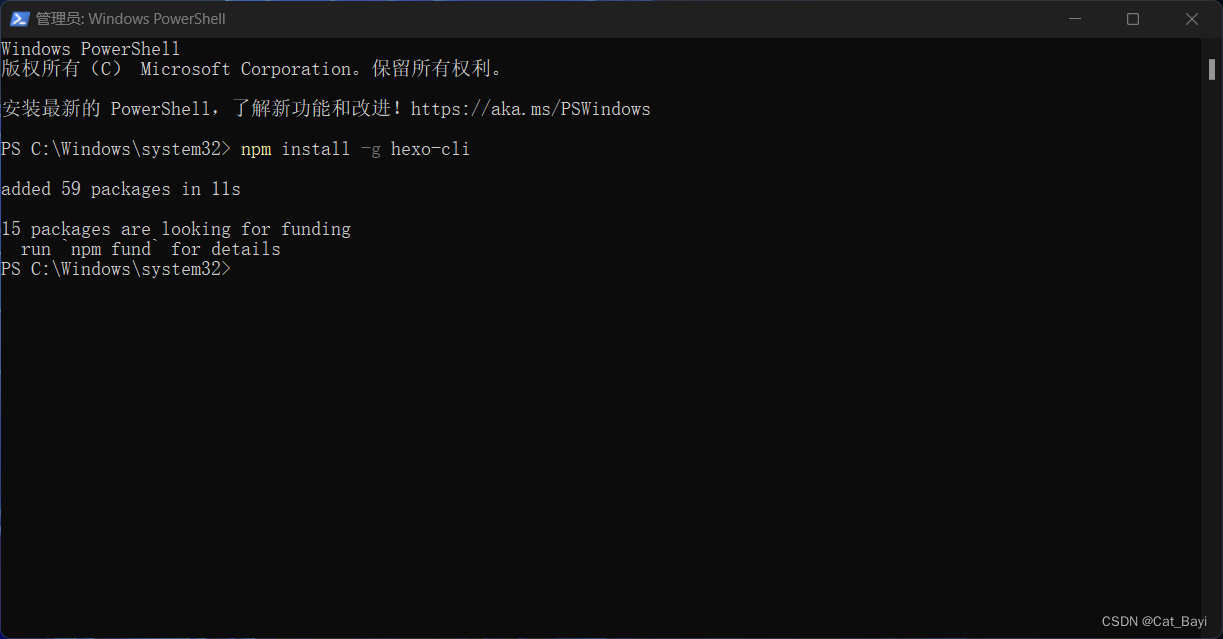 管理员: Windows PowerShell
Windows PowerShell
版权所有（C） Microsoft Corporation。保留所有权利。
安装最新的 PowerShell，了解新功能和改进！https://aka.ms/PSWindows
PS C:\Windows\system32> npm install -g hexo-cli
added 59 packages in 11s
15 packages are looking for funding
  run `npm fund` for details
PS C:\Windows\system32>
CSDN @Cat_Bayi